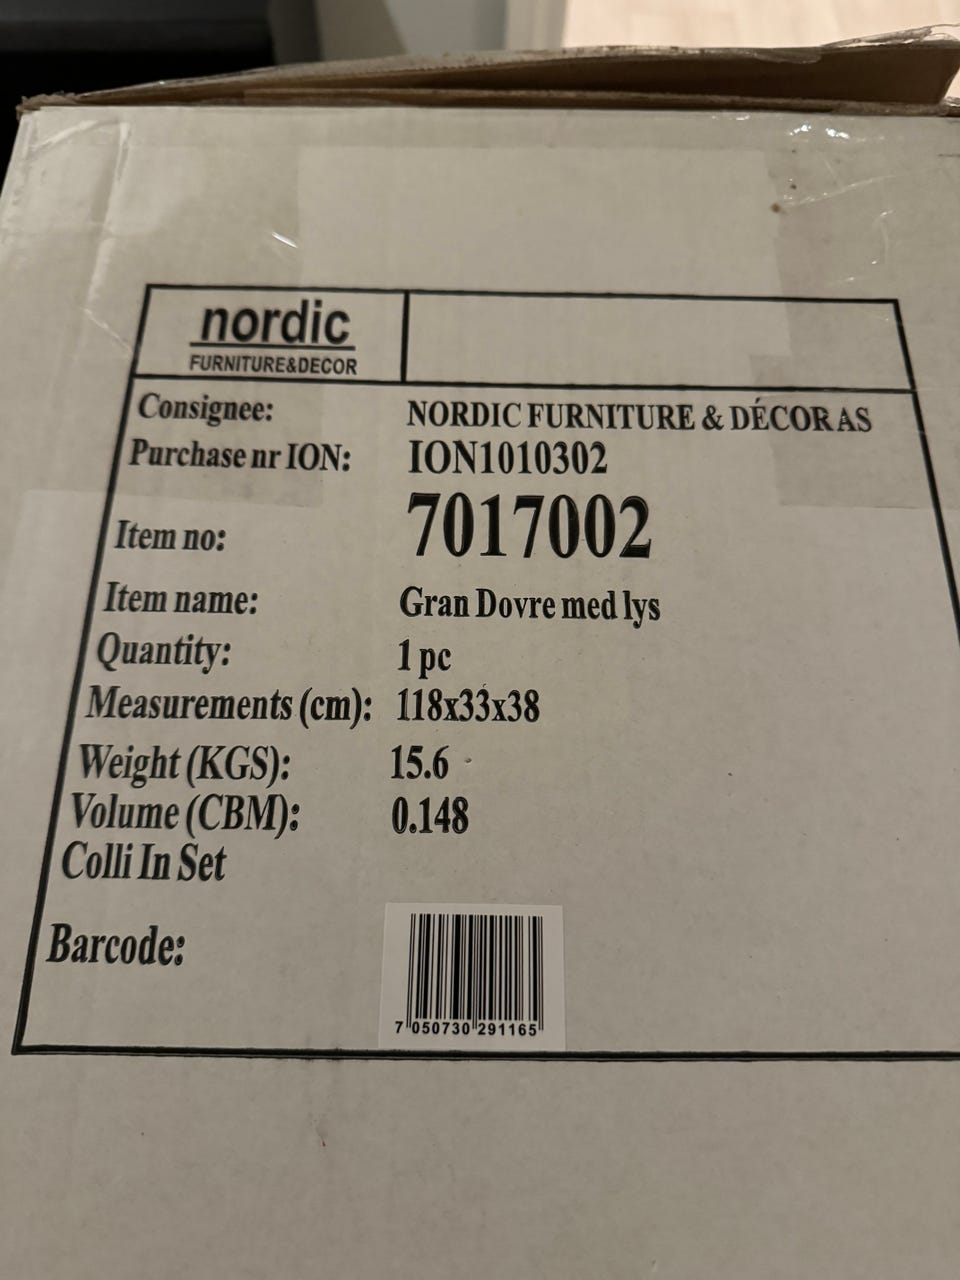 nordic
FURNITURE&DECOR
Consignee: NORDIC FURNITURE & DÉCOR AS
Purchase nr ION: ION1010302
Item no: 7017002
Item name: Gran Dovre med lys
Quantity: 1 pc
Measurements (cm): 118x33x38
Weight (KGS): 15.6
Volume (CBM): 0.148
Colli In Set
Barcode:
7 050730 291165